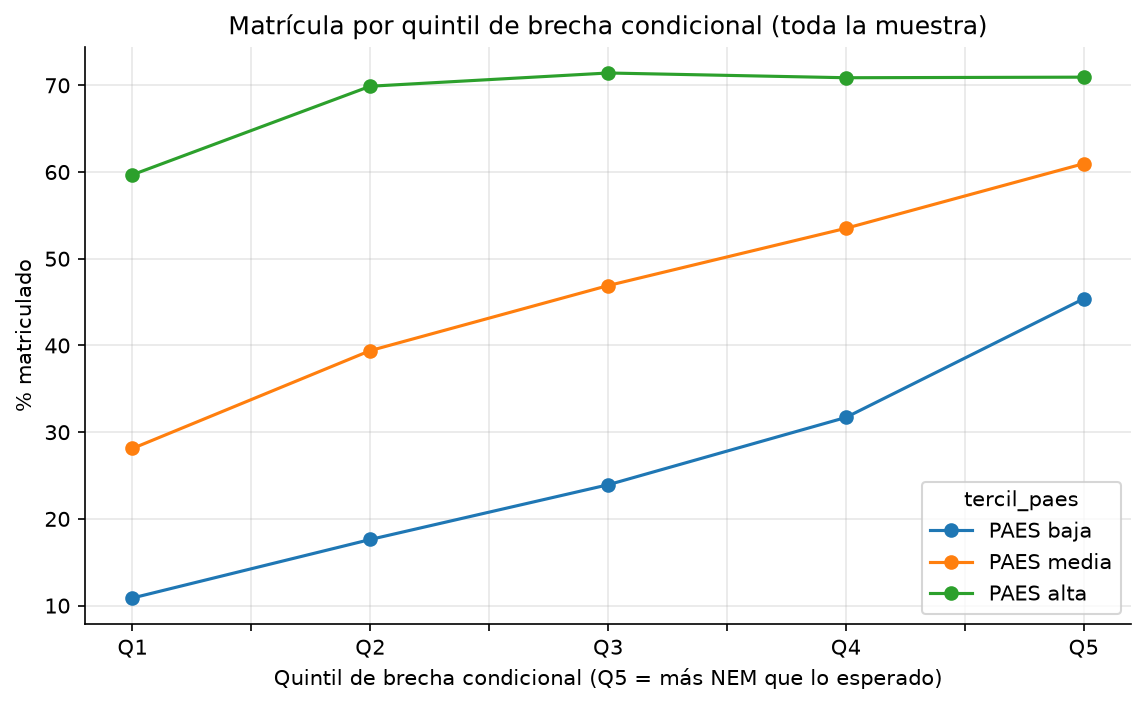 Matrícula por quintil de brecha condicional (toda la muestra)
% matriculado
70
60
50
40
30
20
10
Q1
Q2
Q3
Q4
Q5
Quintil de brecha condicional (Q5 = más NEM que lo esperado)
tercil_paes
PAES baja
PAES media
PAES alta